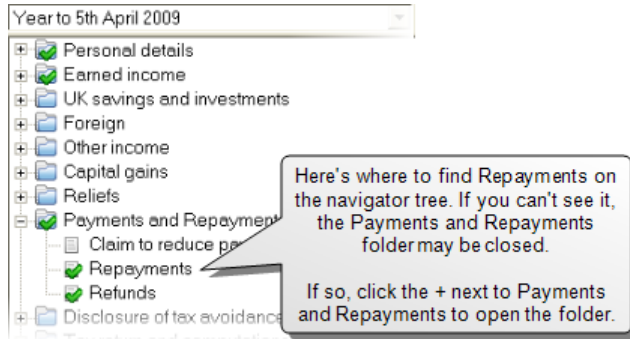 Year to 5th April 2009
Personal details
Earned income
UK savings and investments
Foreign
Other income
Capital gains
Reliefs
Payments and Repayment
Claim to reduce pa
Repayments
Refunds
Disclosure of tax avoidance
Here's where to find Repayments on
the navigator tree. If you can't see it,
the Payments and Repayments
folder may be closed.
If so, click the + next to Payments
and Repayments to open the folder.